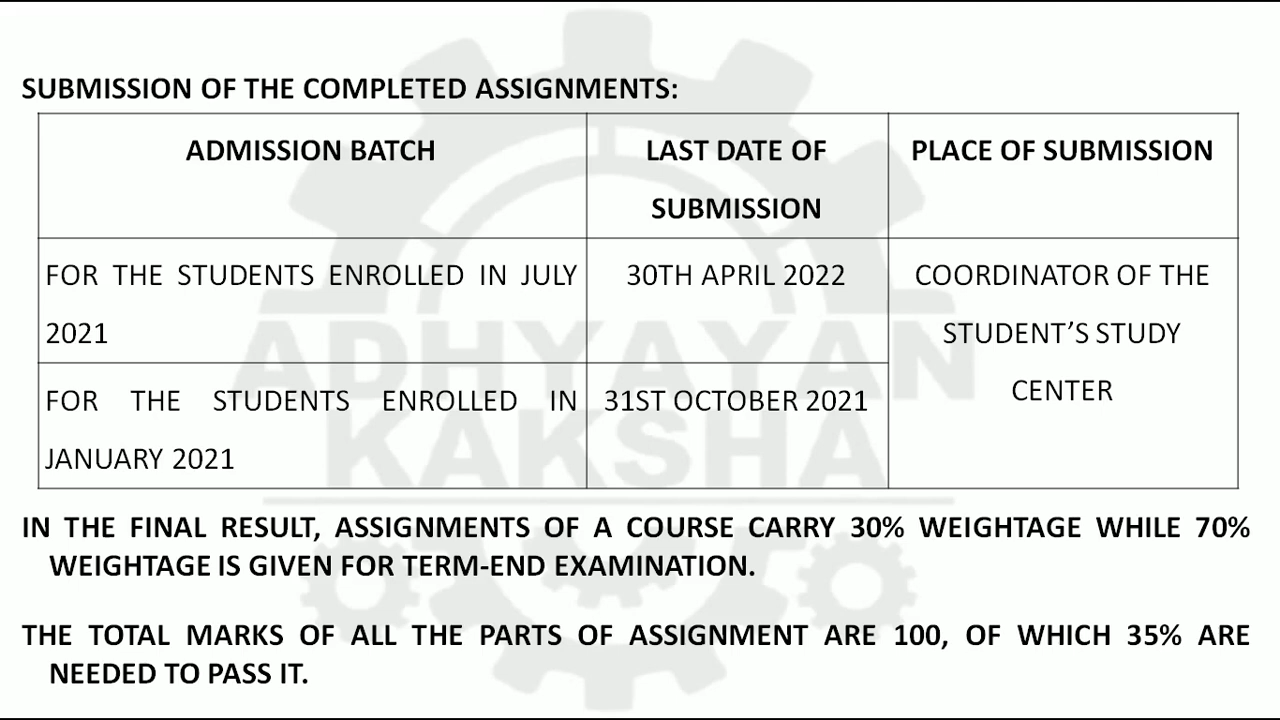 SUBMISSION OF THE COMPLETED ASSIGNMENTS:
ADMISSION BATCH
LAST DATE OF
SUBMISSION
PLACE OF SUBMISSION
FOR THE STUDENTS ENROLLED IN JULY
2021
30TH APRIL 2022
COORDINATOR OF THE
STUDENT’S STUDY
CENTER
FOR THE STUDENTS ENROLLED IN
JANUARY 2021
31ST OCTOBER 2021
ADHYAYAN
KAKSHA
IN THE FINAL RESULT, ASSIGNMENTS OF A COURSE CARRY 30% WEIGHTAGE WHILE 70%
WEIGHTAGE IS GIVEN FOR TERM-END EXAMINATION.
THE TOTAL MARKS OF ALL THE PARTS OF ASSIGNMENT ARE 100, OF WHICH 35% ARE
NEEDED TO PASS IT.